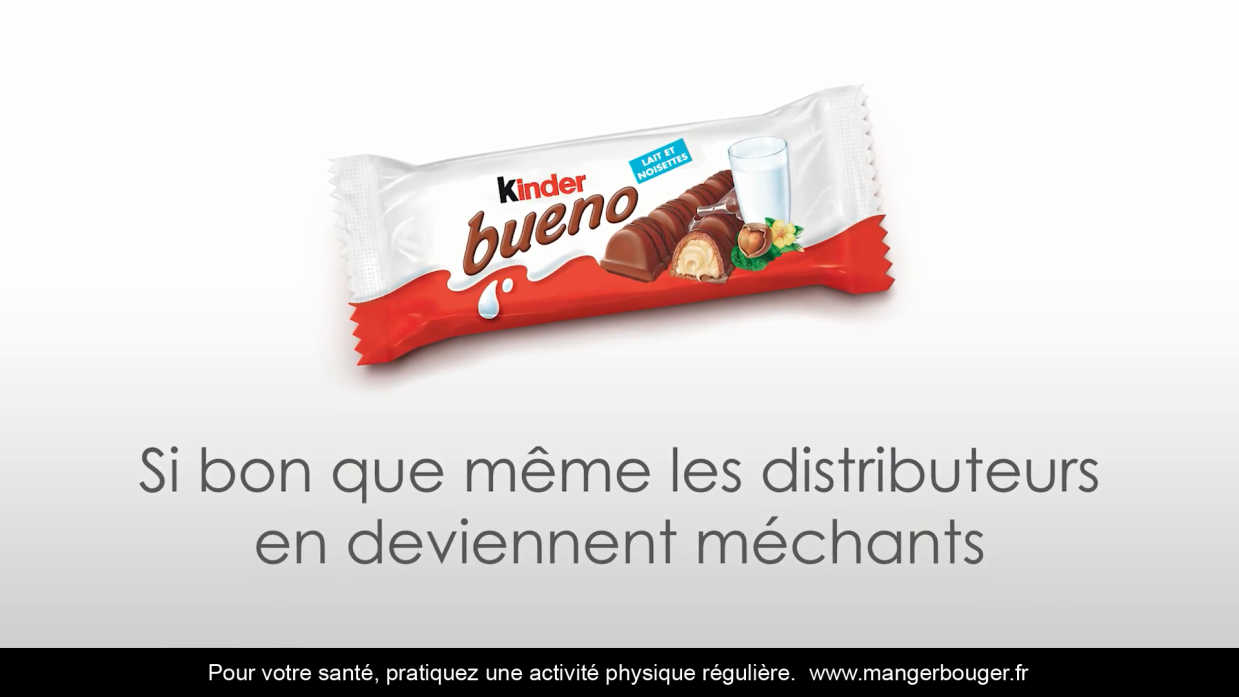 LAIT ET
NOISETTES
kinder
bueno
Si bon que même les distributeurs
en deviennent méchants
Pour votre santé, pratiquez une activité physique régulière. www.mangerbouger.fr